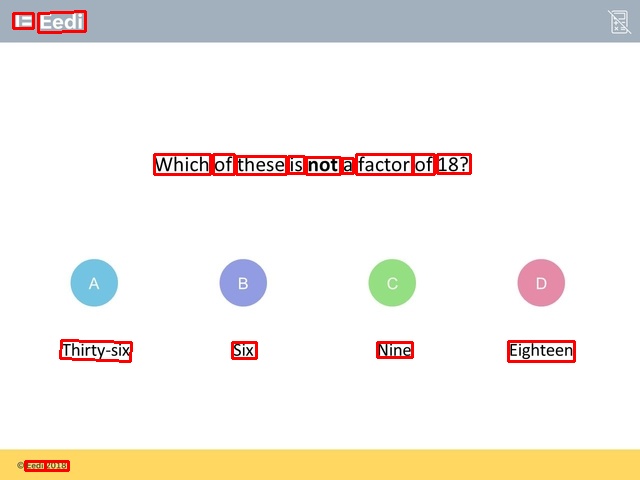 Eedi
Which of these is not a factor of 18?
A B C D
Thirty-six Six Nine Eighteen
© Eedi 2018